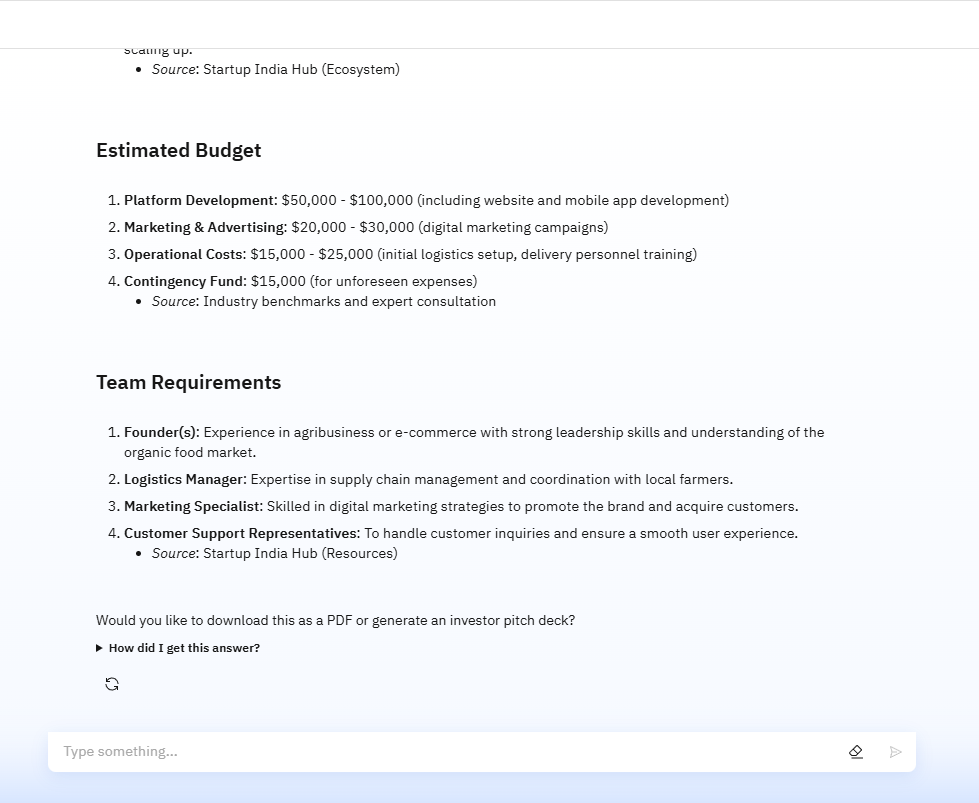 scaling up.
• Source: Startup India Hub (Ecosystem)
Estimated Budget
1. Platform Development: $50,000 - $100,000 (including website and mobile app development)
2. Marketing & Advertising: $20,000 - $30,000 (digital marketing campaigns)
3. Operational Costs: $15,000 - $25,000 (initial logistics setup, delivery personnel training)
4. Contingency Fund: $15,000 (for unforeseen expenses)
• Source: Industry benchmarks and expert consultation
Team Requirements
1. Founder(s): Experience in agribusiness or e-commerce with strong leadership skills and understanding of the
organic food market.
2. Logistics Manager: Expertise in supply chain management and coordination with local farmers.
3. Marketing Specialist: Skilled in digital marketing strategies to promote the brand and acquire customers.
4. Customer Support Representatives: To handle customer inquiries and ensure a smooth user experience.
• Source: Startup India Hub (Resources)
Would you like to download this as a PDF or generate an investor pitch deck?
How did I get this answer?
Type something...